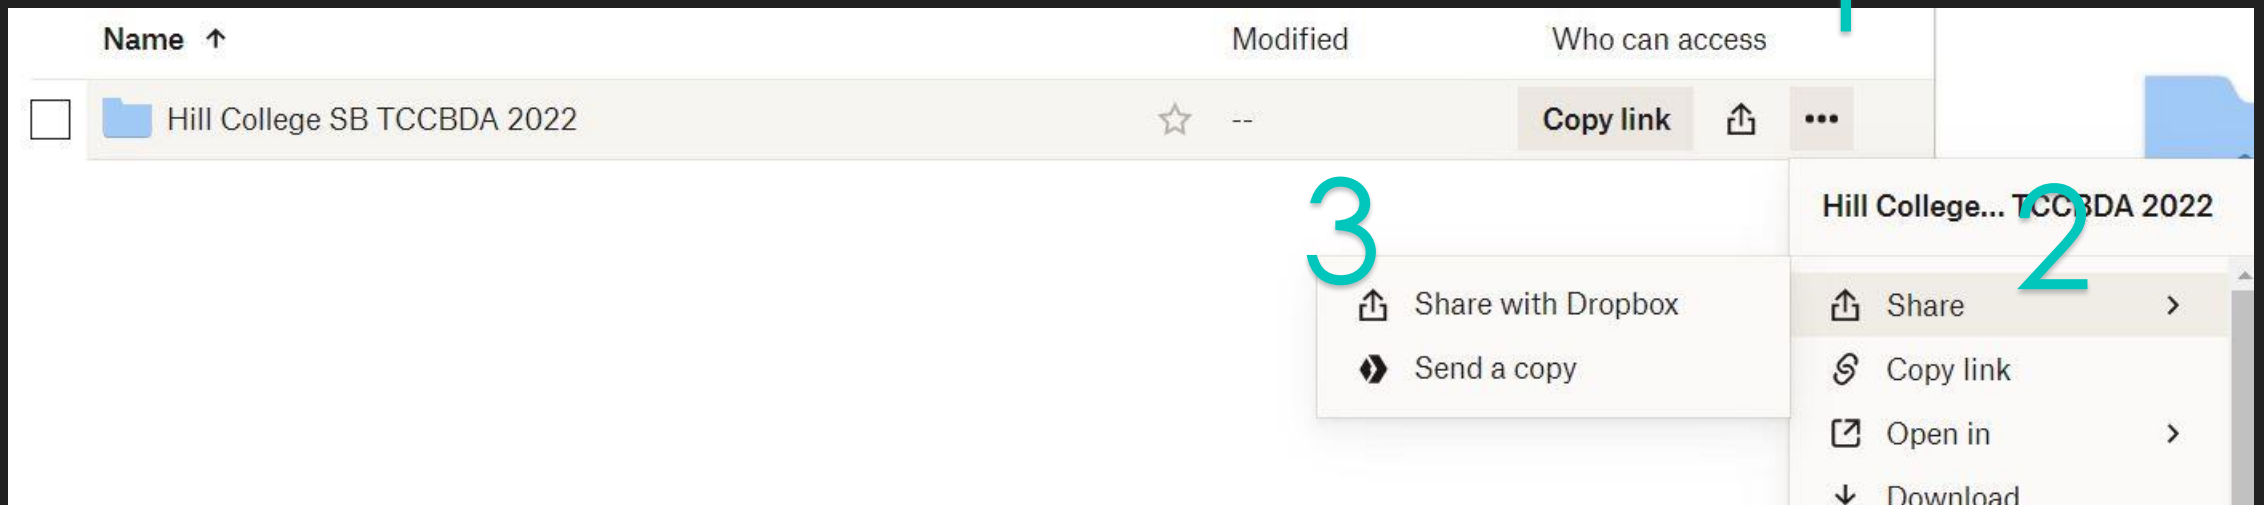 1
Name ↑ Modified Who can access
Hill College SB TCCBDA 2022 -- Copy link •••
3
Hill College... TCCBDA 2022
2
Share with Dropbox
Send a copy
Share
Copy link
Open in
Download